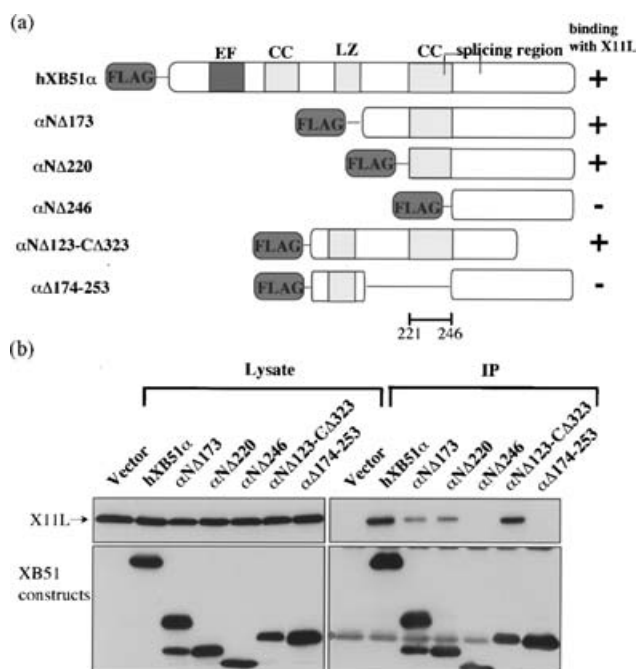 (a)
binding
with X11L
EF CC LZ CC splicing region
hXB51α FLAG +
αNΔ173 FLAG +
αNΔ220 FLAG +
αNΔ246 FLAG -
αNΔ123-CΔ323 FLAG +
αΔ174-253 FLAG -
221 246
(b)
Lysate IP
Vector hXB51α αNΔ173 αNΔ220 αNΔ246 αNΔ123-CΔ323 αΔ174-253 Vector hXB51α αNΔ173 αNΔ220 αNΔ246 αNΔ123-CΔ323 αΔ174-253
X11L→
XB51
constructs